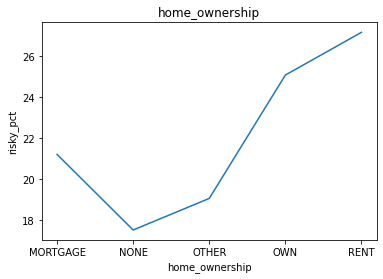 home_ownership
risky_pct
26
24
22
20
18
MORTGAGE NONE OTHER OWN RENT
home_ownership